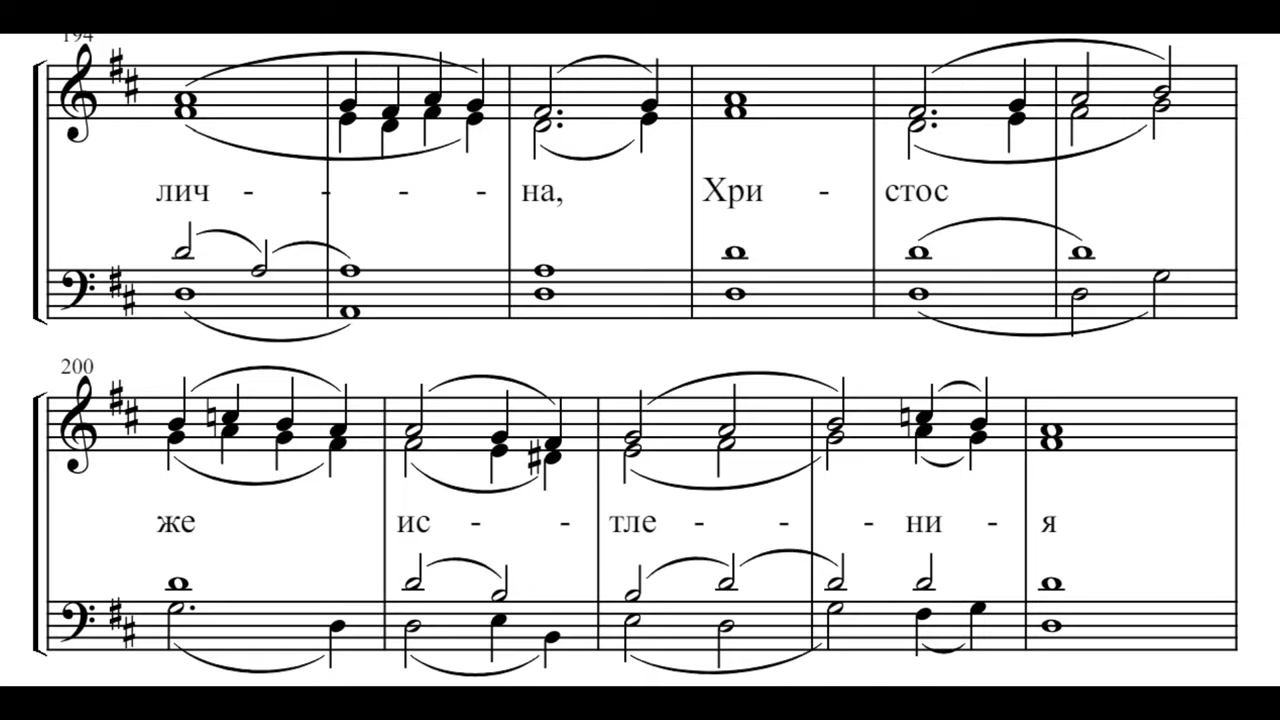 194
лич - - - - на, Хри - стос
200
же ис - - тле - - - ни - я